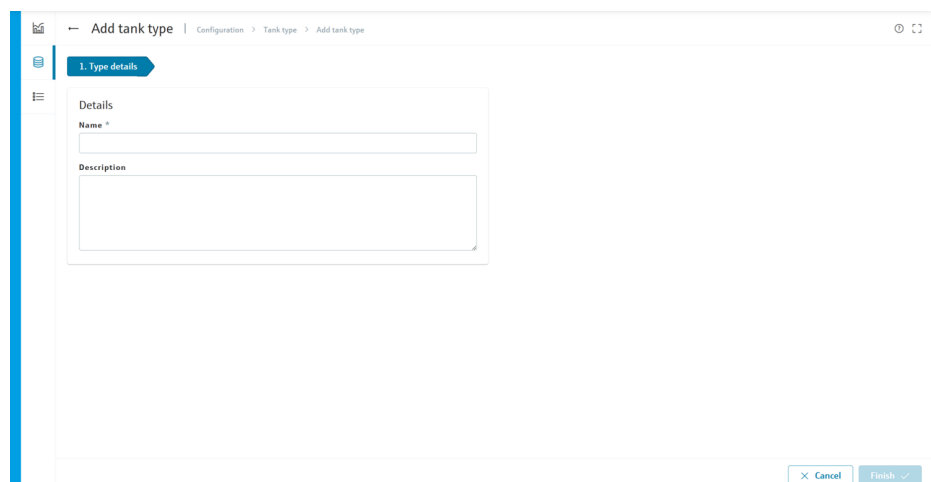 ← Add tank type | Configuration > Tank type > Add tank type
1. Type details
Details
Name *
Description
Cancel Finish